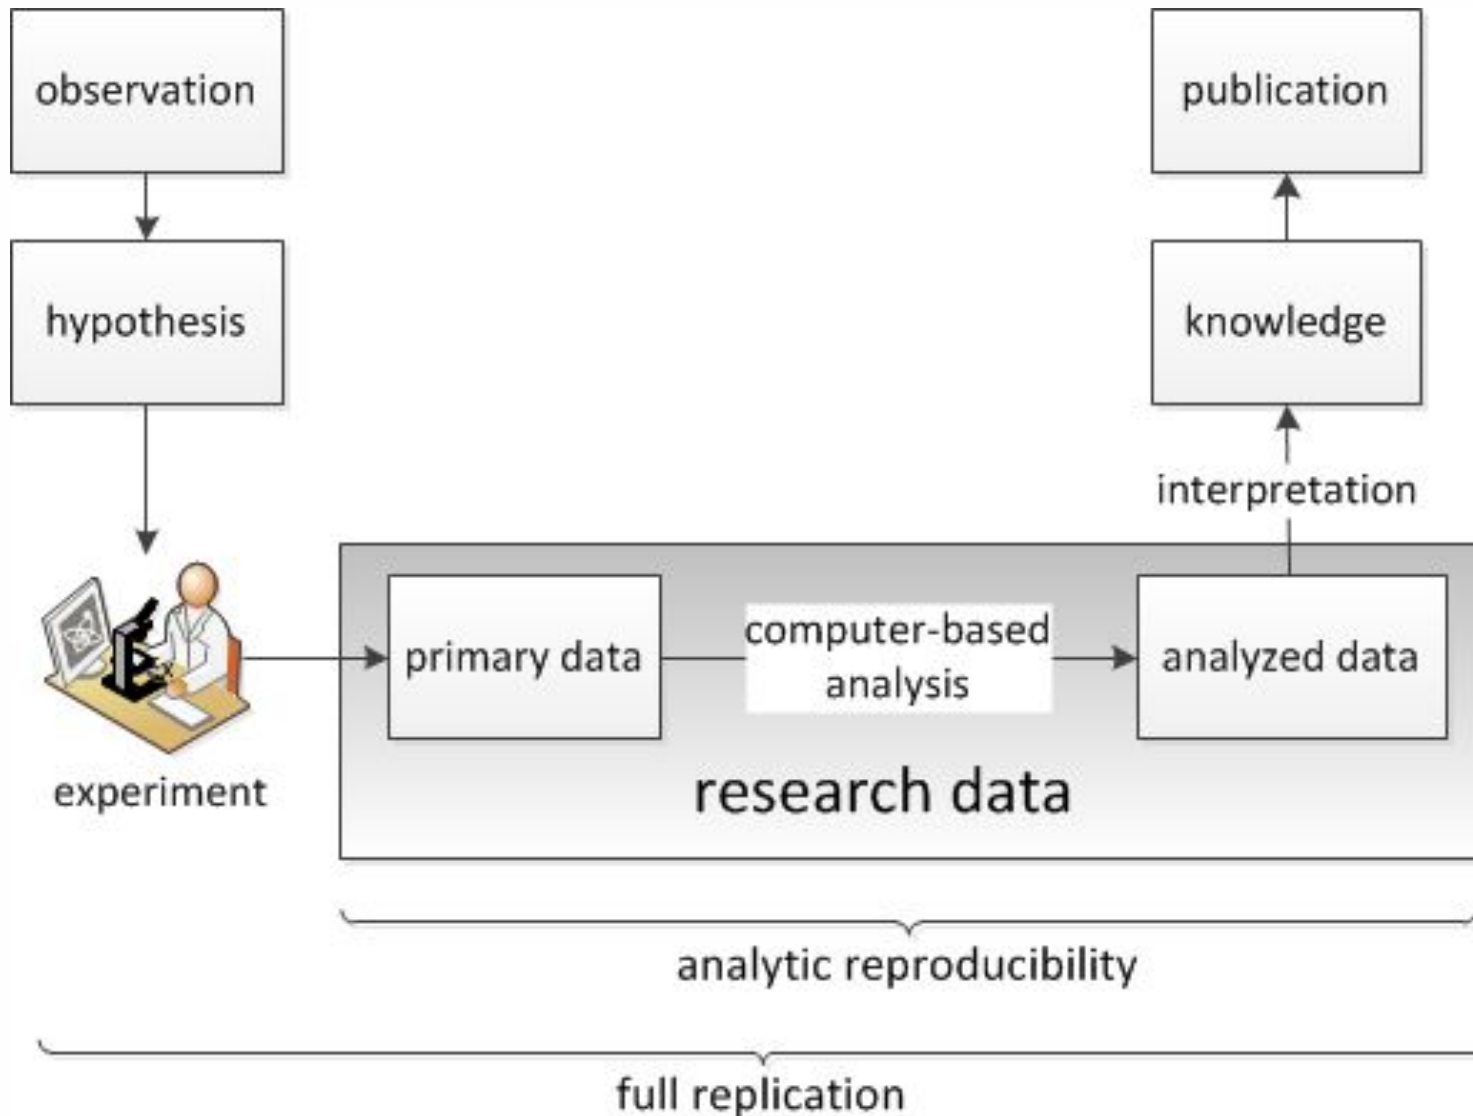 observation
publication
hypothesis
knowledge
interpretation
primary data
computer-based
analysis
analyzed data
experiment
research data
analytic reproducibility
full replication